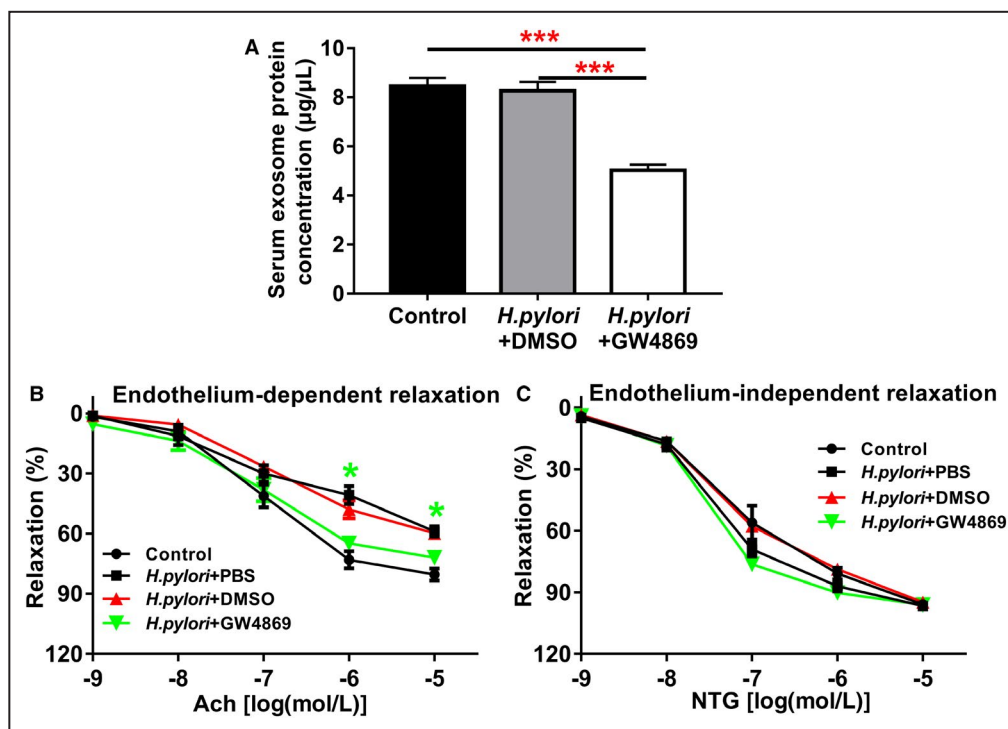 A
***
***
Serum exosome protein
concentration (µg/µL)
10
8
6
4
2
0
Control
H.pylori
+DMSO
H.pylori
+GW4869
B
Endothelium-dependent relaxation
Relaxation (%)
0
30
60
90
120
*
*
Control
H.pylori+PBS
H.pylori+DMSO
H.pylori+GW4869
-9
-8
-7
-6
-5
Ach [log(mol/L)]
C
Endothelium-independent relaxation
Relaxation (%)
0
30
60
90
120
Control
H.pylori+PBS
H.pylori+DMSO
H.pylori+GW4869
-9
-8
-7
-6
-5
NTG [log(mol/L)]